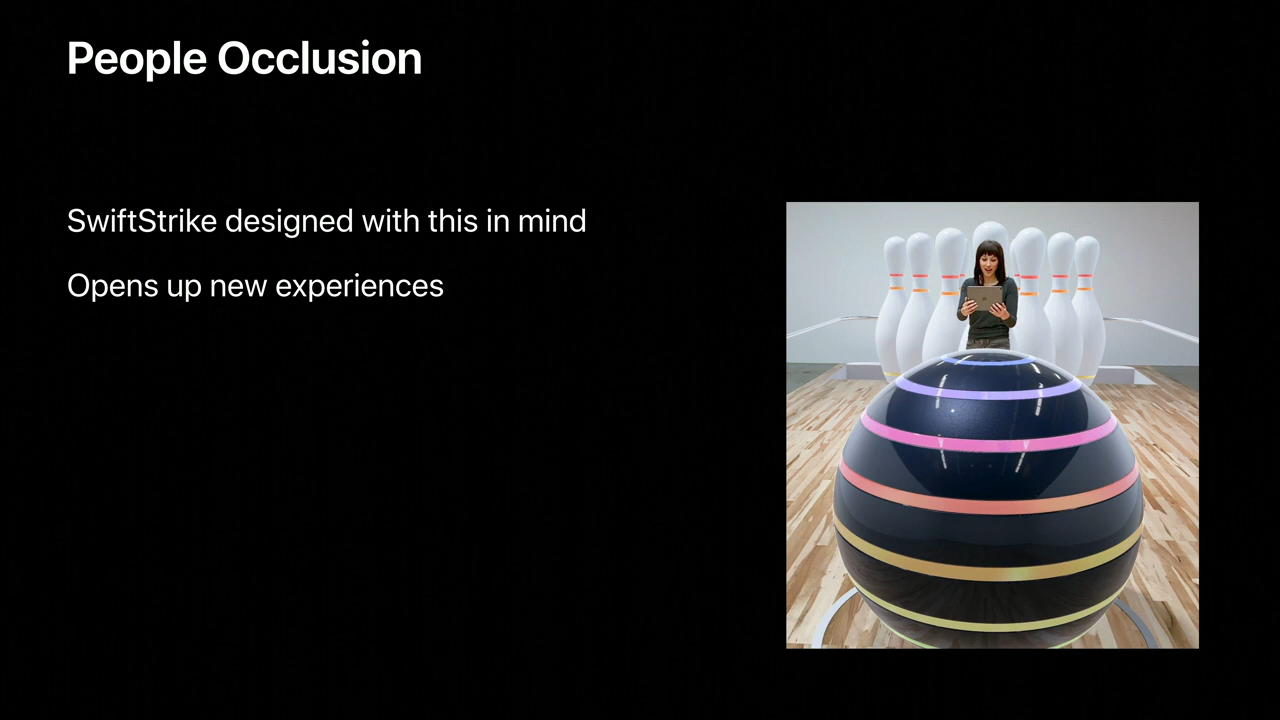 People Occlusion
SwiftStrike designed with this in mind
Opens up new experiences